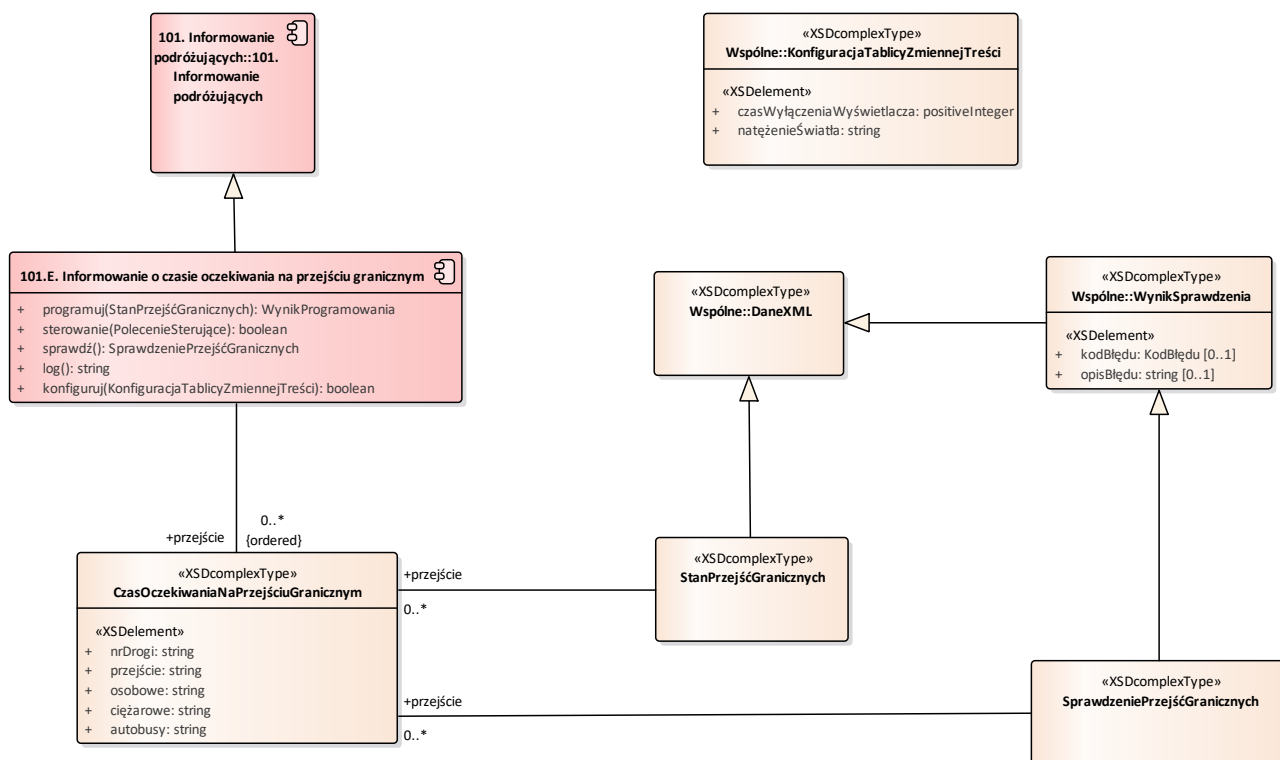 101. Informowanie
podróżujących::101.
Informowanie
podróżujących
«XSDcomplexType»
Wspólne::KonfiguracjaTablicyZmiennejTreści
«XSDelement»
+ czasWyłączeniaWyświetlacza: positiveInteger
+ natężenieŚwiatła: string
101.E. Informowanie o czasie oczekiwania na przejściu granicznym
+ programuj(StanPrzejśćGranicznych): WynikProgramowania
+ sterowanie(PolecenieSterujące): boolean
+ sprawdź(): SprawdzeniePrzejśćGranicznych
+ log(): string
+ konfiguruj(KonfiguracjaTablicyZmiennejTreści): boolean
«XSDcomplexType»
Wspólne::DaneXML
«XSDcomplexType»
Wspólne::WynikSprawdzenia
«XSDelement»
+ kodBłędu: KodBłędu [0..1]
+ opisBłędu: string [0..1]
+przejście
0..*
{ordered}
«XSDcomplexType»
CzasOczekiwaniaNaPrzejściuGranicznym
«XSDelement»
+ nrDrogi: string
+ przejście: string
+ osobowe: string
+ ciężarowe: string
+ autobusy: string
+przejście
0..*
«XSDcomplexType»
StanPrzejśćGranicznych
+przejście
0..*
«XSDcomplexType»
SprawdzeniePrzejśćGranicznych